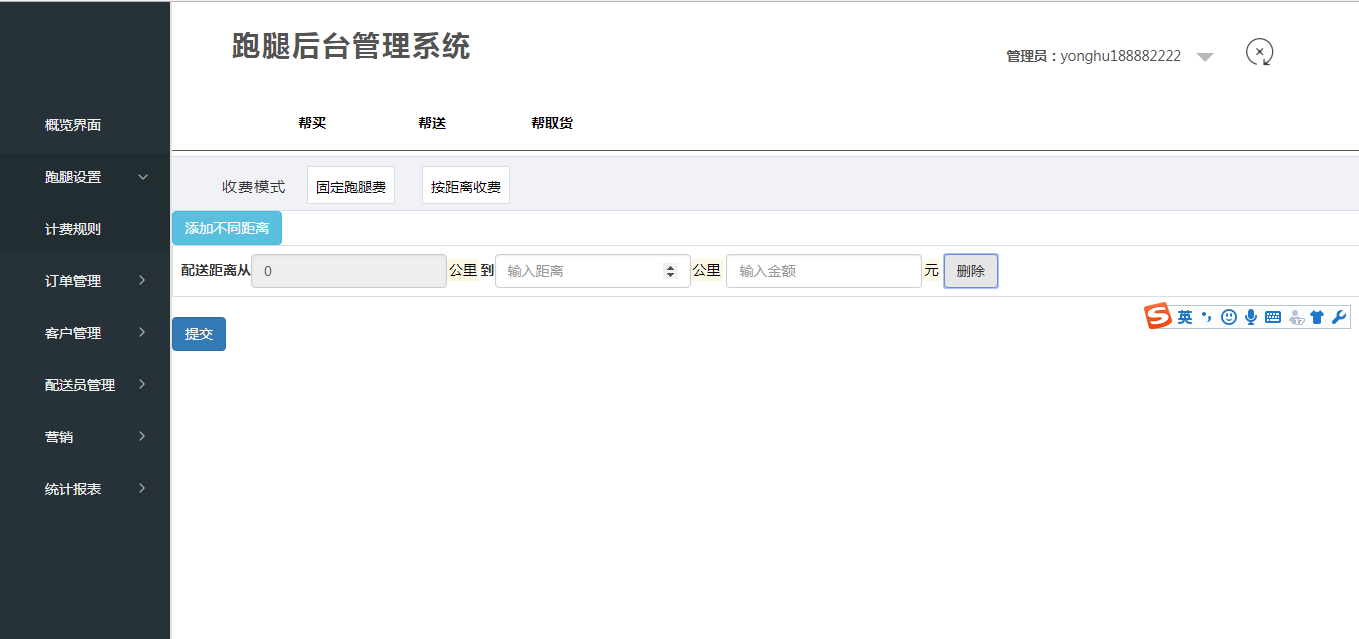 跑腿后台管理系统
管理员：yonghu188882222
概览界面
帮买 帮送 帮取货
跑腿设置
收费模式 固定跑腿费 按距离收费
计费规则
添加不同距离
配送距离从 0 公里 到 输入距离 公里 输入金额 元 删除
订单管理
英
客户管理
提交
配送员管理
营销
统计报表